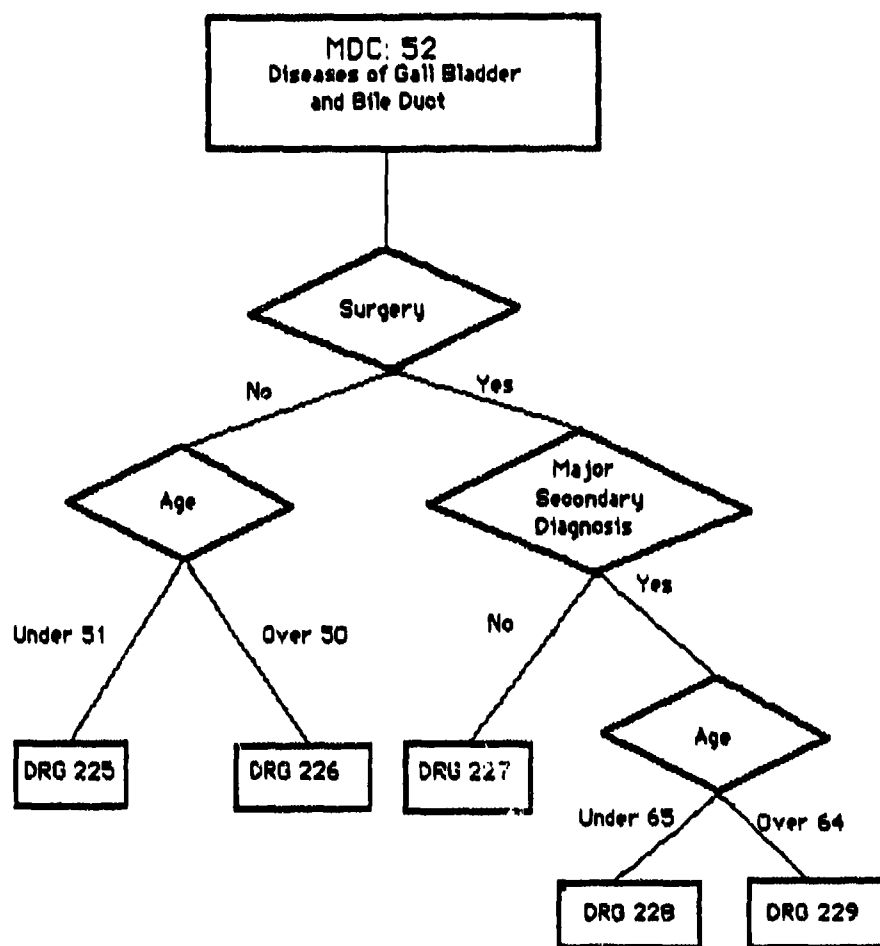 MDC: 52
Diseases of Gall Bladder
and Bile Duct
Surgery
No
Yes
Age
Major
Secondary
Diagnosis
Under 51
Over 50
No
Yes
DRG 225
DRG 226
DRG 227
Age
Under 65
Over 64
DRG 228
DRG 229